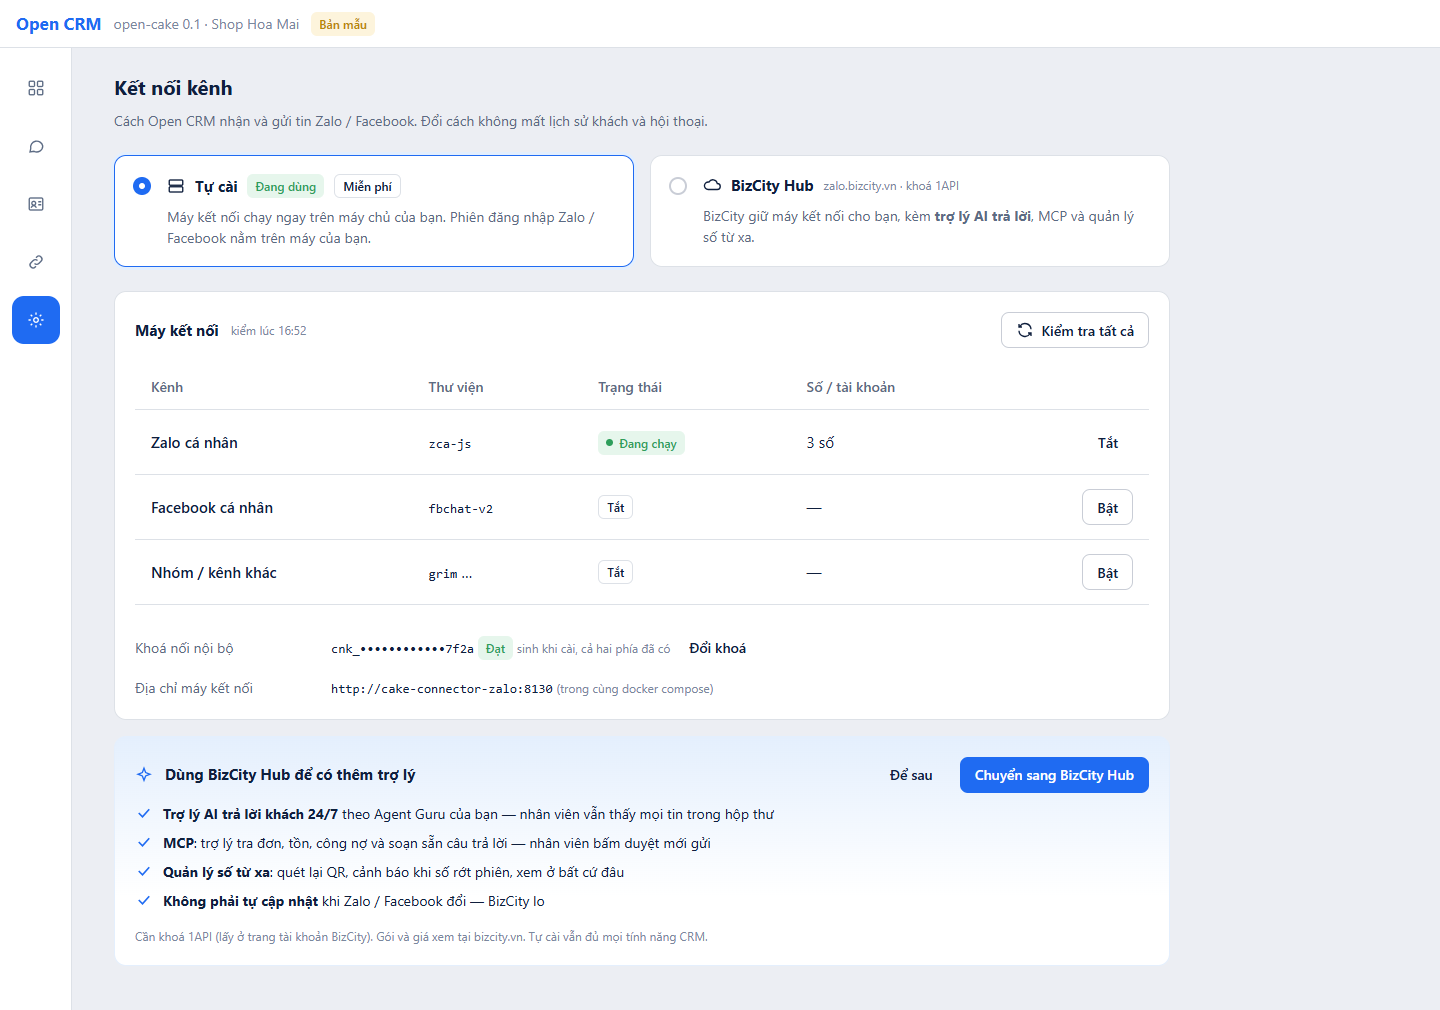 Open CRM open-cake 0.1 · Shop Hoa Mai Bản mẫu
Kết nối kênh
Cách Open CRM nhận và gửi tin Zalo / Facebook. Đổi cách không mất lịch sử khách và hội thoại.
Tự cài Đang dùng Miễn phí
Máy kết nối chạy ngay trên máy chủ của bạn. Phiên đăng nhập Zalo /
Facebook nằm trên máy của bạn.
BizCity Hub zalo.bizcity.vn · khoá 1API
BizCity giữ máy kết nối cho bạn, kèm trợ lý AI trả lời, MCP và quản lý
số từ xa.
Máy kết nối kiểm lúc 16:52 Kiểm tra tất cả
Kênh Thư viện Trạng thái Số / tài khoản
Zalo cá nhân zca-js Đang chạy 3 số Tắt
Facebook cá nhân fbchat-v2 Tắt — Bật
Nhóm / kênh khác grim ... Tắt — Bật
Khoá nối nội bộ cnk_••••••••••••7f2a Đạt sinh khi cài, cả hai phía đã có Đổi khoá
Địa chỉ máy kết nối http://cake-connector-zalo:8130 (trong cùng docker compose)
Dùng BizCity Hub để có thêm trợ lý Để sau Chuyển sang BizCity Hub
Trợ lý AI trả lời khách 24/7 theo Agent Guru của bạn — nhân viên vẫn thấy mọi tin trong hộp thư
MCP: trợ lý tra đơn, tồn, công nợ và soạn sẵn câu trả lời — nhân viên bấm duyệt mới gửi
Quản lý số từ xa: quét lại QR, cảnh báo khi số rớt phiên, xem ở bất cứ đâu
Không phải tự cập nhật khi Zalo / Facebook đổi — BizCity lo
Cần khoá 1API (lấy ở trang tài khoản BizCity). Gói và giá xem tại bizcity.vn. Tự cài vẫn đủ mọi tính năng CRM.